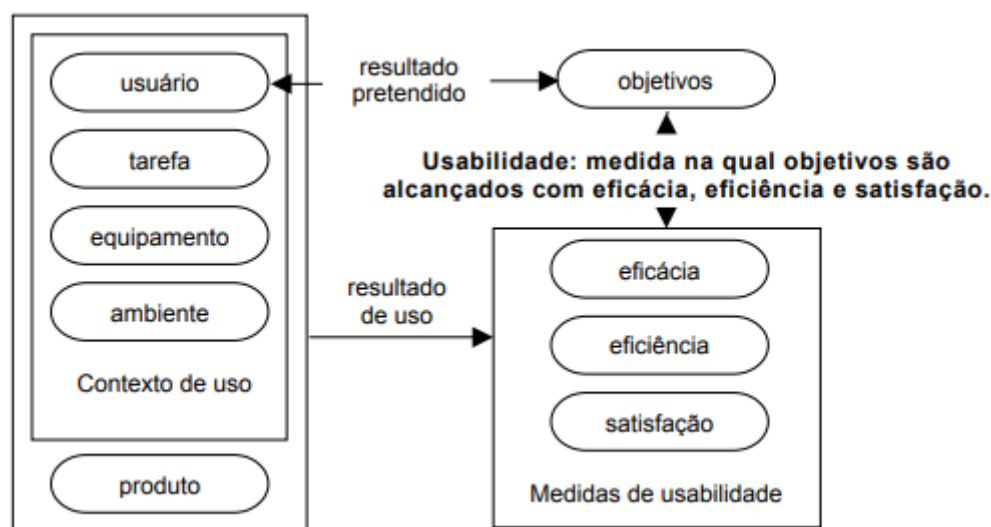 usuário
tarefa
equipamento
ambiente
Contexto de uso
produto
resultado
pretendido
objetivos
Usabilidade: medida na qual objetivos são
alcançados com eficácia, eficiência e satisfação.
resultado
de uso
eficácia
eficiência
satisfação
Medidas de usabilidade